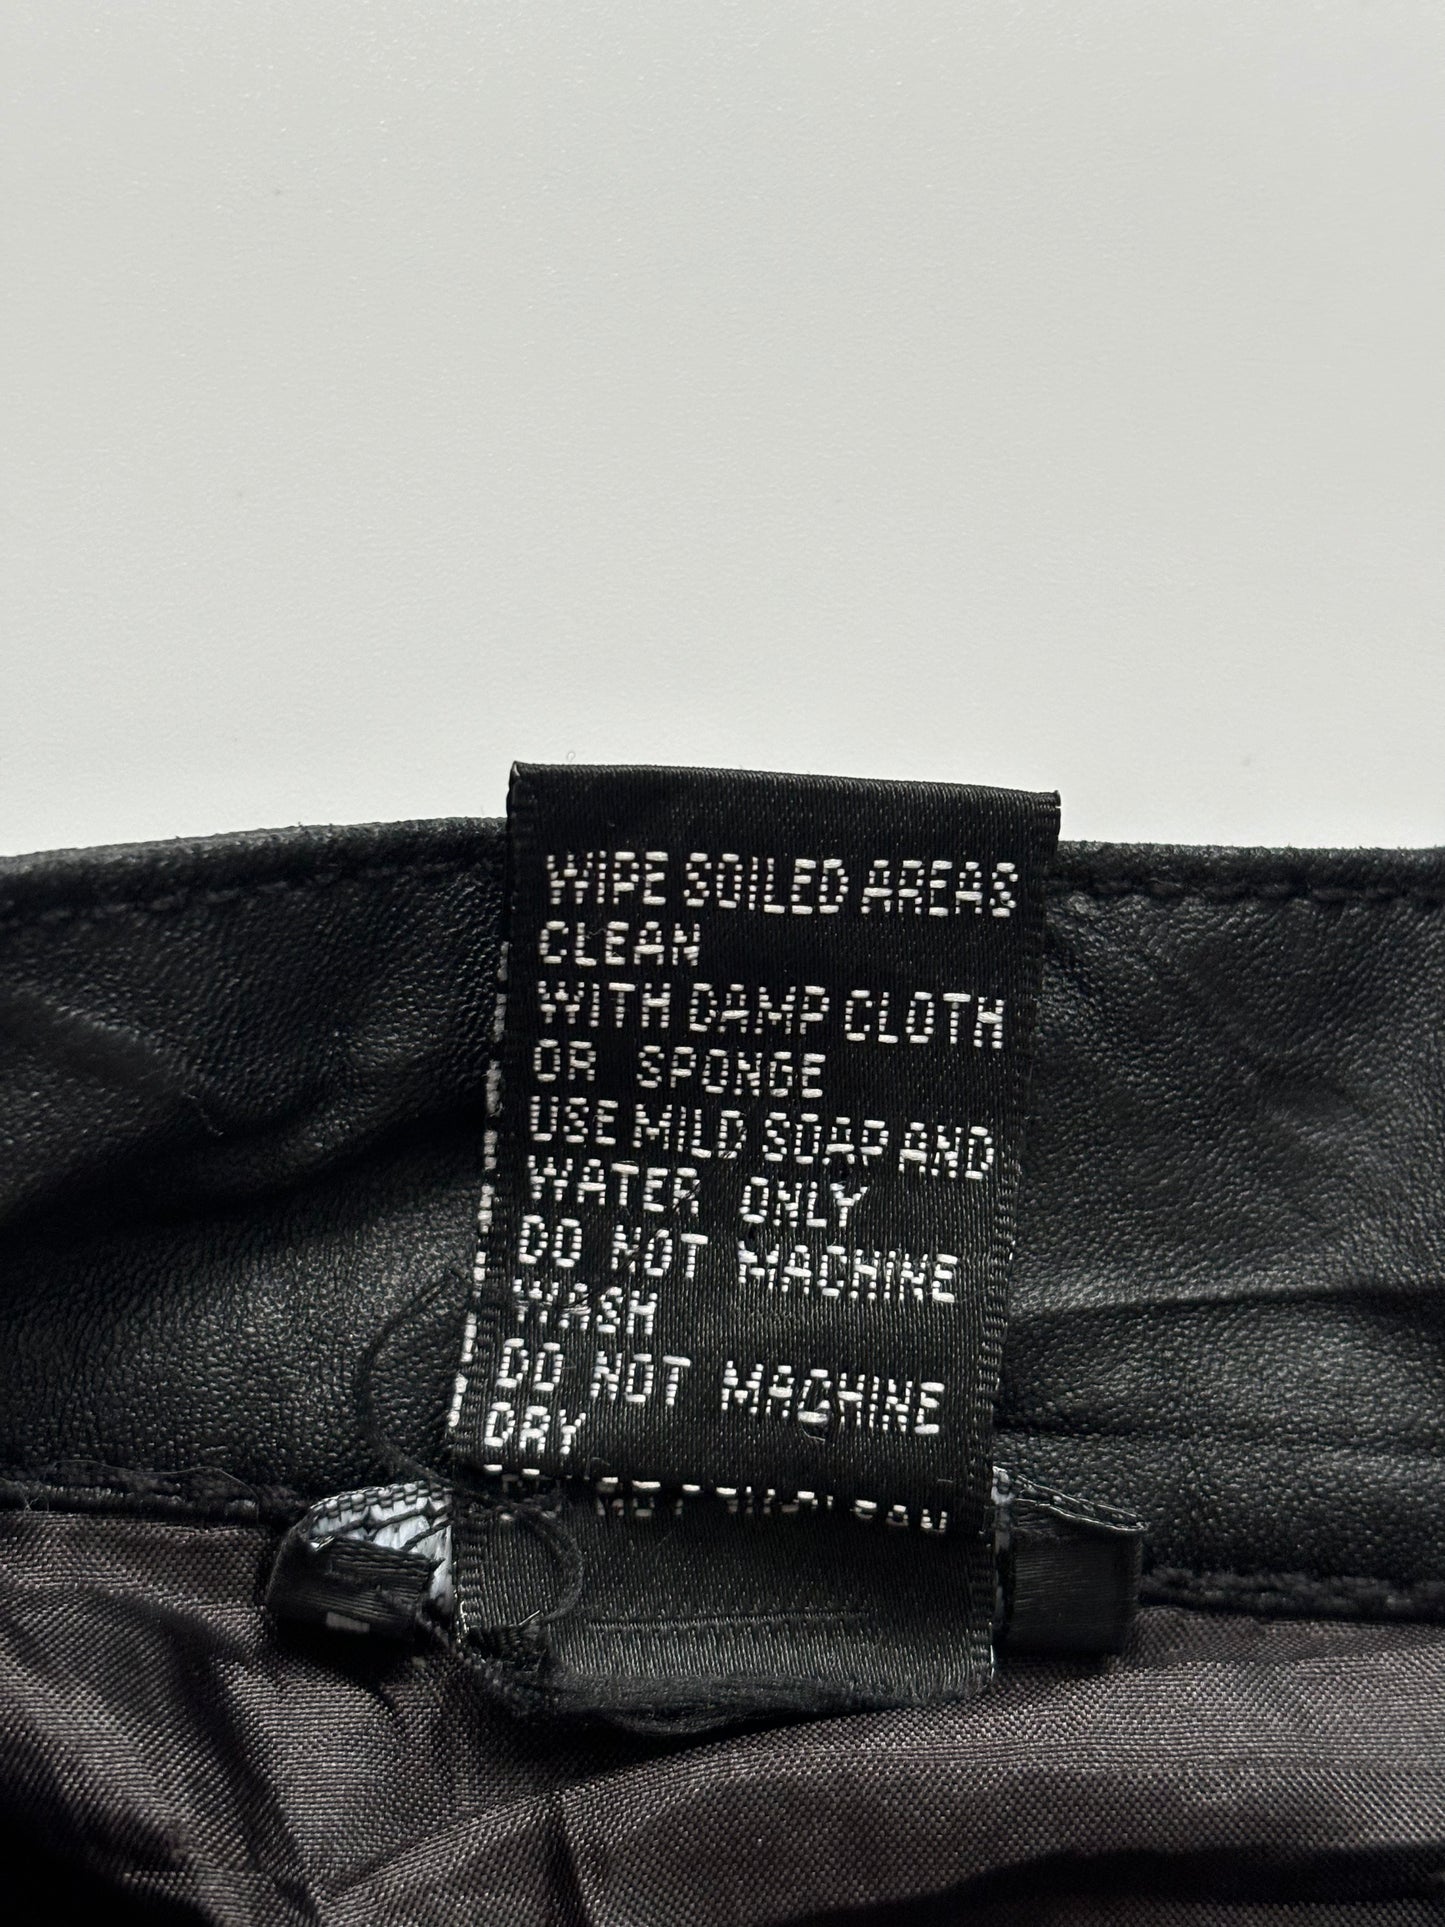 WIPE SOILED AREAS
CLEAN
WITH DAMP CLOTH
OR SPONGE
USE MILD SOAP AND
WATER ONLY
DO NOT MACHINE
WASH
DO NOT MACHINE
DRY